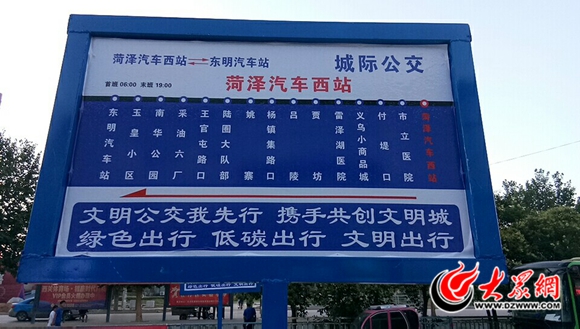 菏泽汽车西站⇌东明汽车站
城际公交
首班 06:00 末班 19:00
菏泽汽车西站
菏泽汽车西站
市立医院
付堤口
义乌小商品城
雷泽湖医院
贾坊
吕陵
杨镇集路口
姚寨
陆圈大队部
王官屯路口
采油六厂
南华公园
玉皇小区
东明汽车站
文明公交我先行 携手共创文明城
绿色出行 低碳出行 文明出行
大众网
WWW.DZWWW.COM